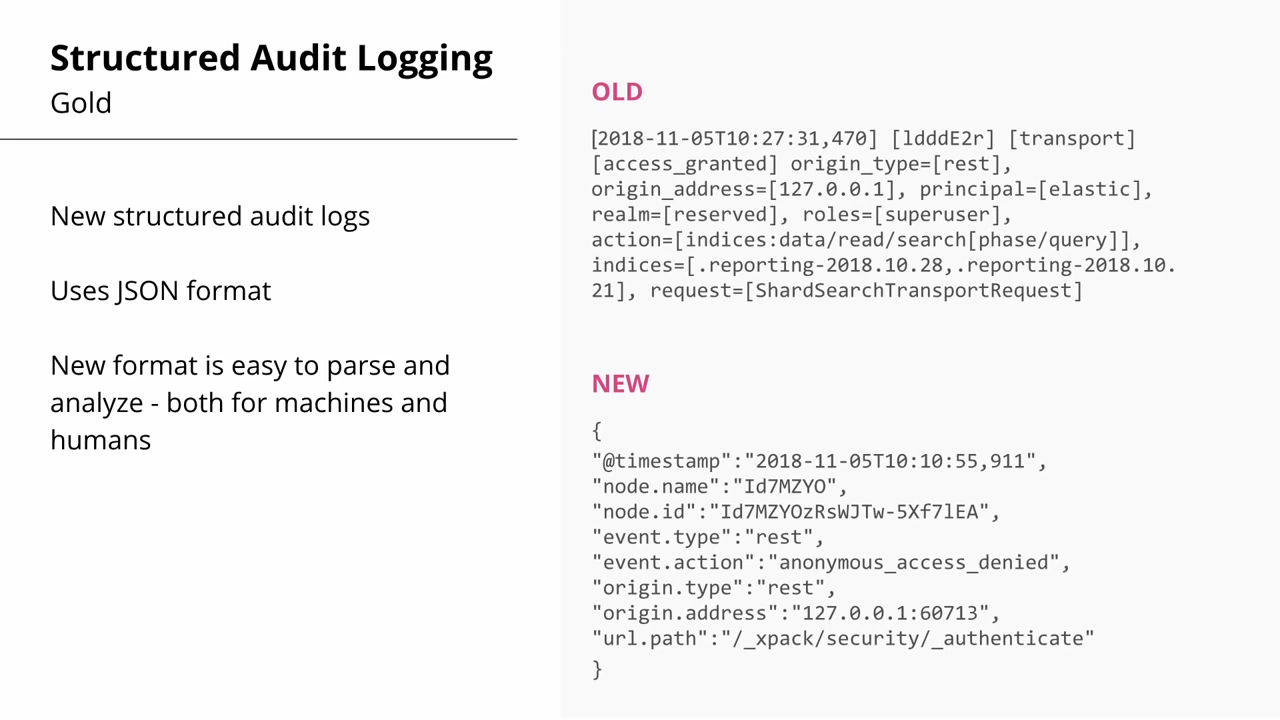 Structured Audit Logging
Gold
New structured audit logs
Uses JSON format
New format is easy to parse and
analyze - both for machines and
humans
OLD
[2018-11-05T10:27:31,470] [ldddE2r] [transport]
[access_granted] origin_type=[rest],
origin_address=[127.0.0.1], principal=[elastic],
realm=[reserved], roles=[superuser],
action=[indices:data/read/search[phase/query]],
indices=[.reporting-2018.10.28,.reporting-2018.10.
21], request=[ShardSearchTransportRequest]
NEW
{
"@timestamp":"2018-11-05T10:10:55,911",
"node.name":"Id7MZYO",
"node.id":"Id7MZYOzRsWJTw-5Xf7lEA",
"event.type":"rest",
"event.action":"anonymous_access_denied",
"origin.type":"rest",
"origin.address":"127.0.0.1:60713",
"url.path":"/_xpack/security/_authenticate"
}